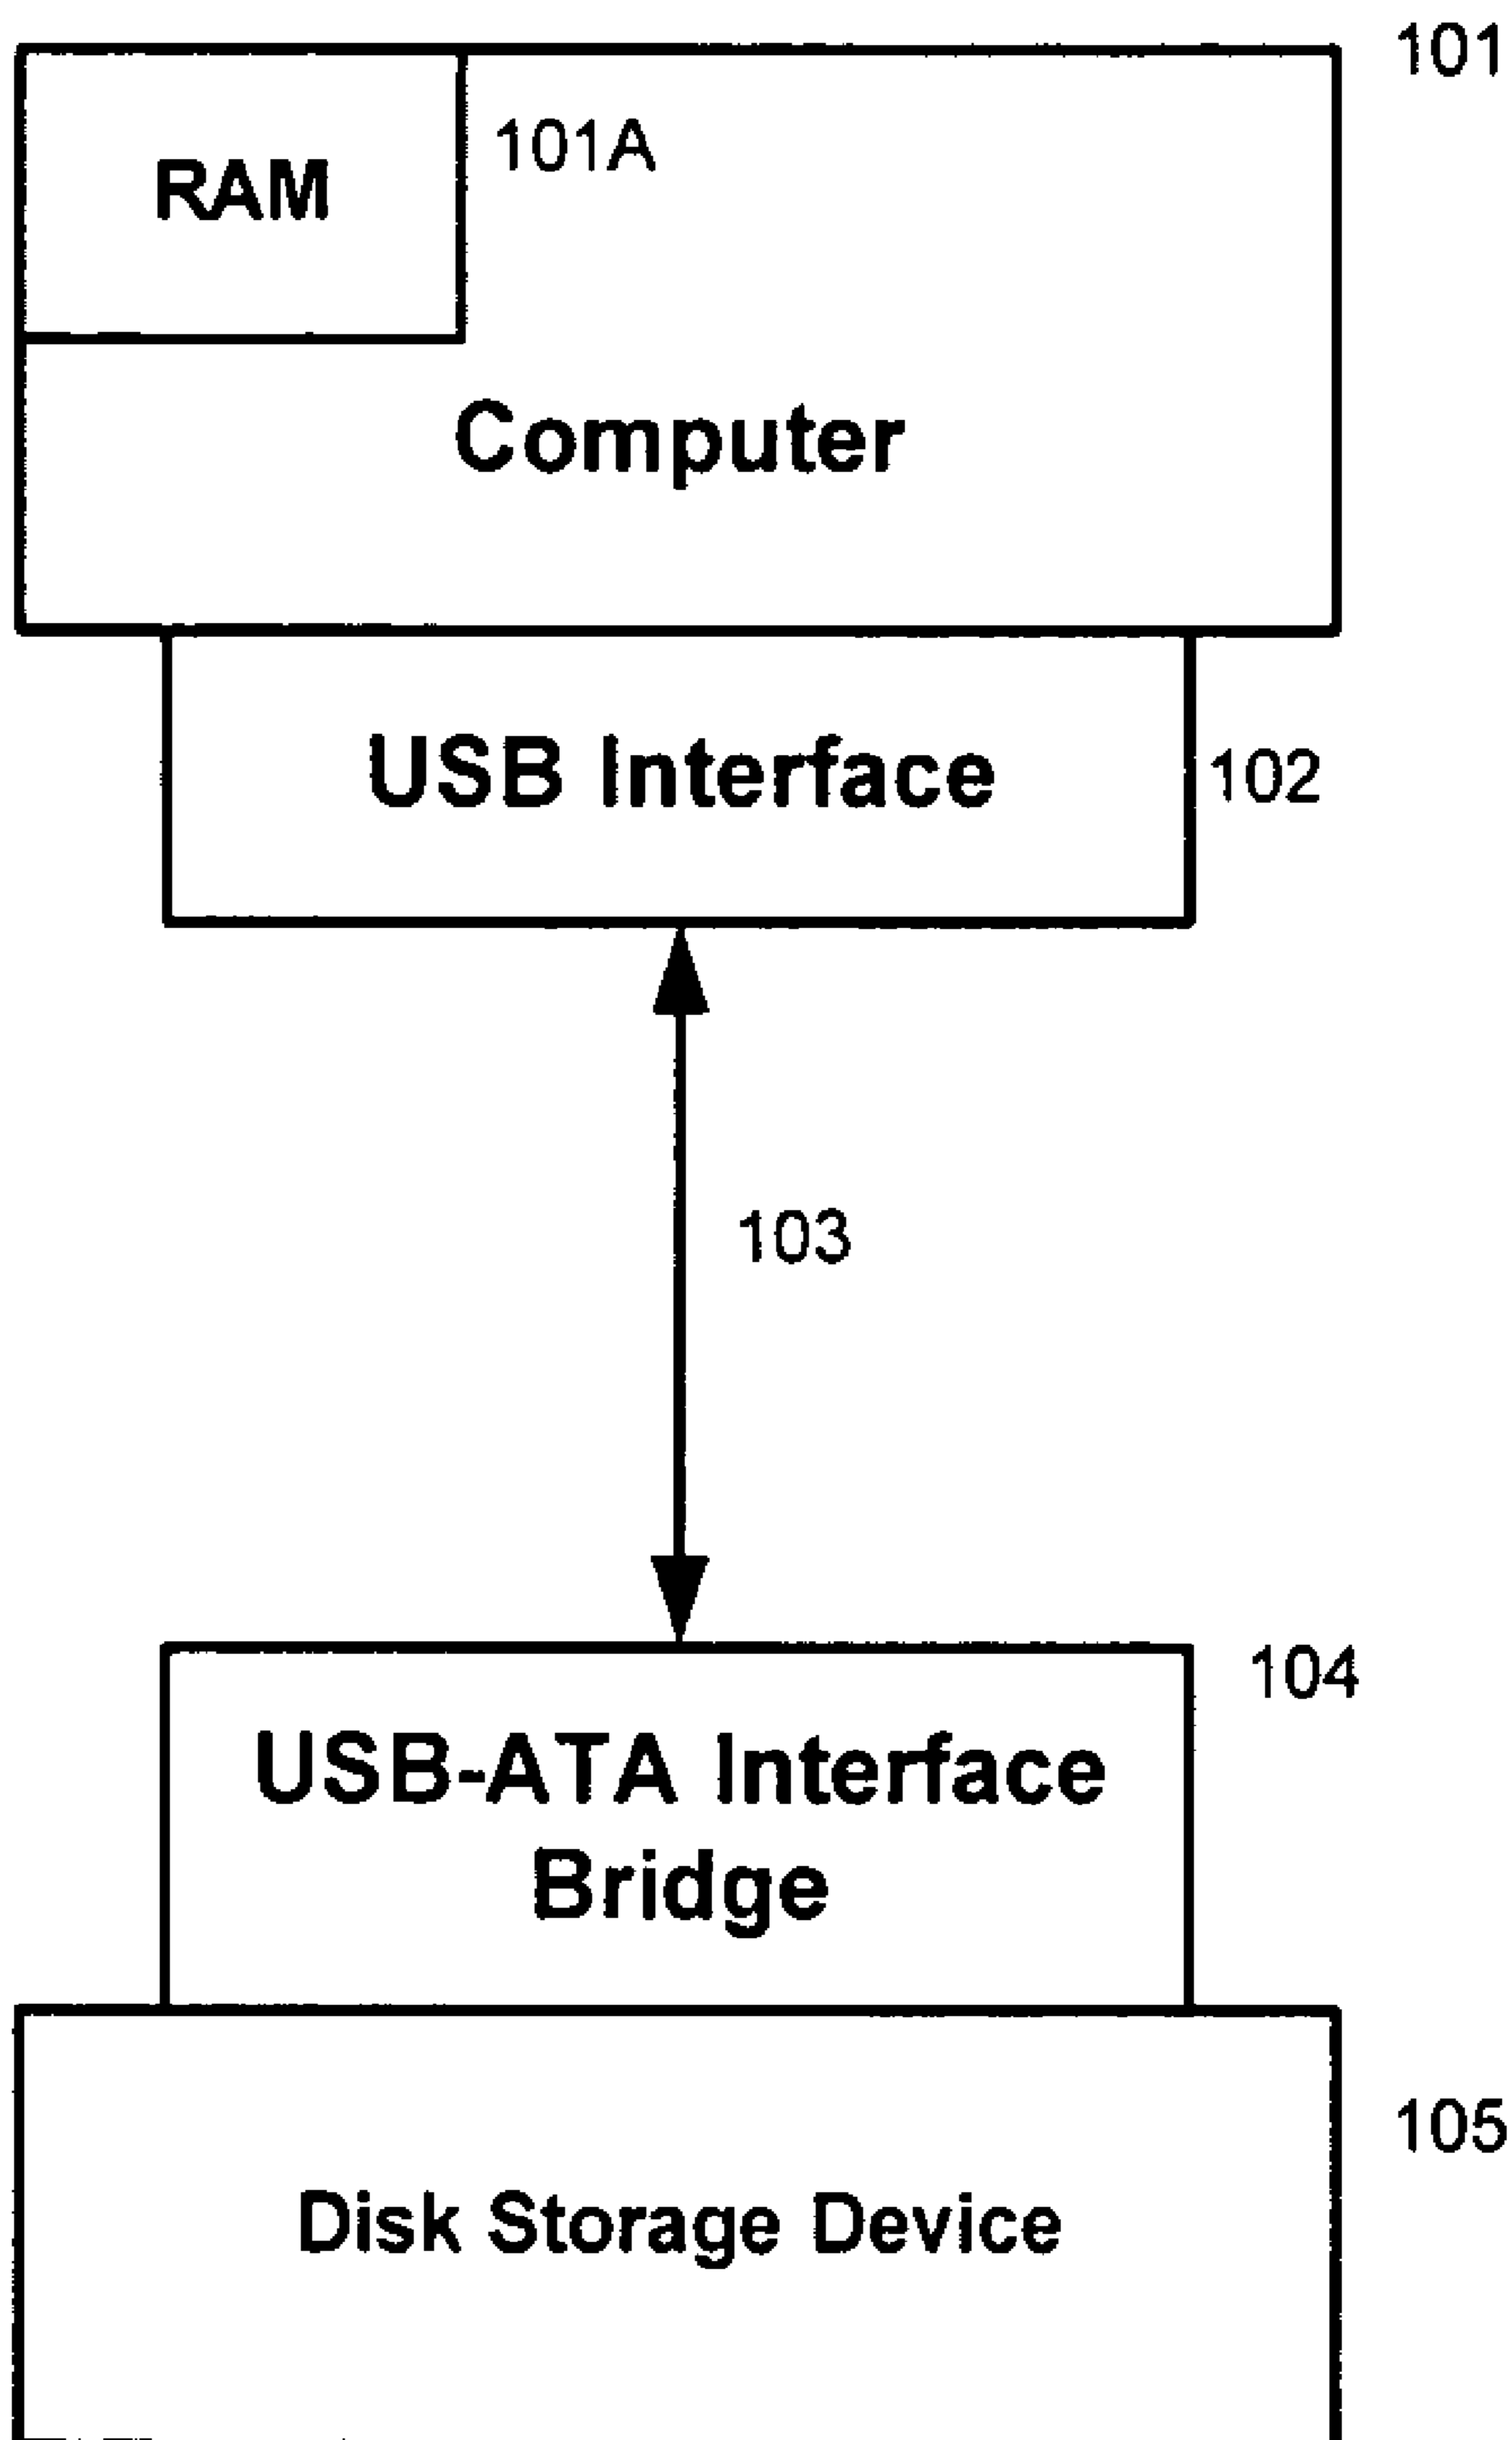 101
101A
RAM
Computer
USB Interface
102
103
104
USB-ATA Interface
Bridge
105
Disk Storage Device